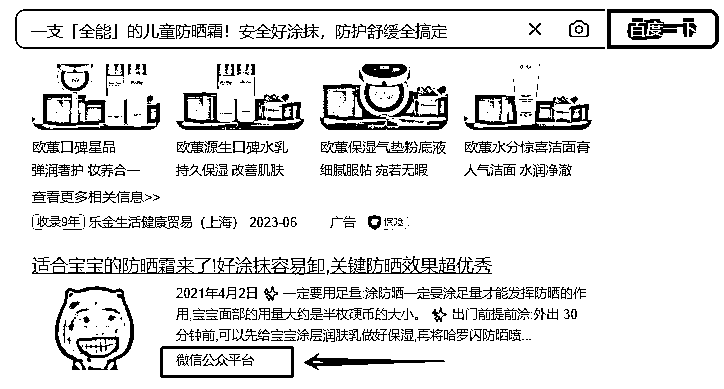 一支「全能」的儿童防晒霜！安全好涂抹，防护舒缓全搞定
百度一下
欧蕙口碑星品
弹润奢护 妆养合一
欧蕙源生口碑水乳
持久保湿 改善肌肤
欧蕙保湿气垫粉底液
细腻服帖 宛若无暇
欧蕙水分惊喜洁面膏
人气洁面 水润净澈
查看更多相关信息>>
收录9年 乐金生活健康贸易（上海） 2023-06 广告 保障
适合宝宝的防晒霜来了!好涂抹容易卸,关键防晒效果超优秀
2021年4月2日 一定要用足量:涂防晒一定要涂足量才能发挥防晒的作
用,宝宝面部的用量大约是半枚硬币的大小。 出门前提前涂:外出 30
分钟前,可以先给宝宝涂层润肤乳做好保湿,再将哈罗闪防晒喷...
微信公众平台